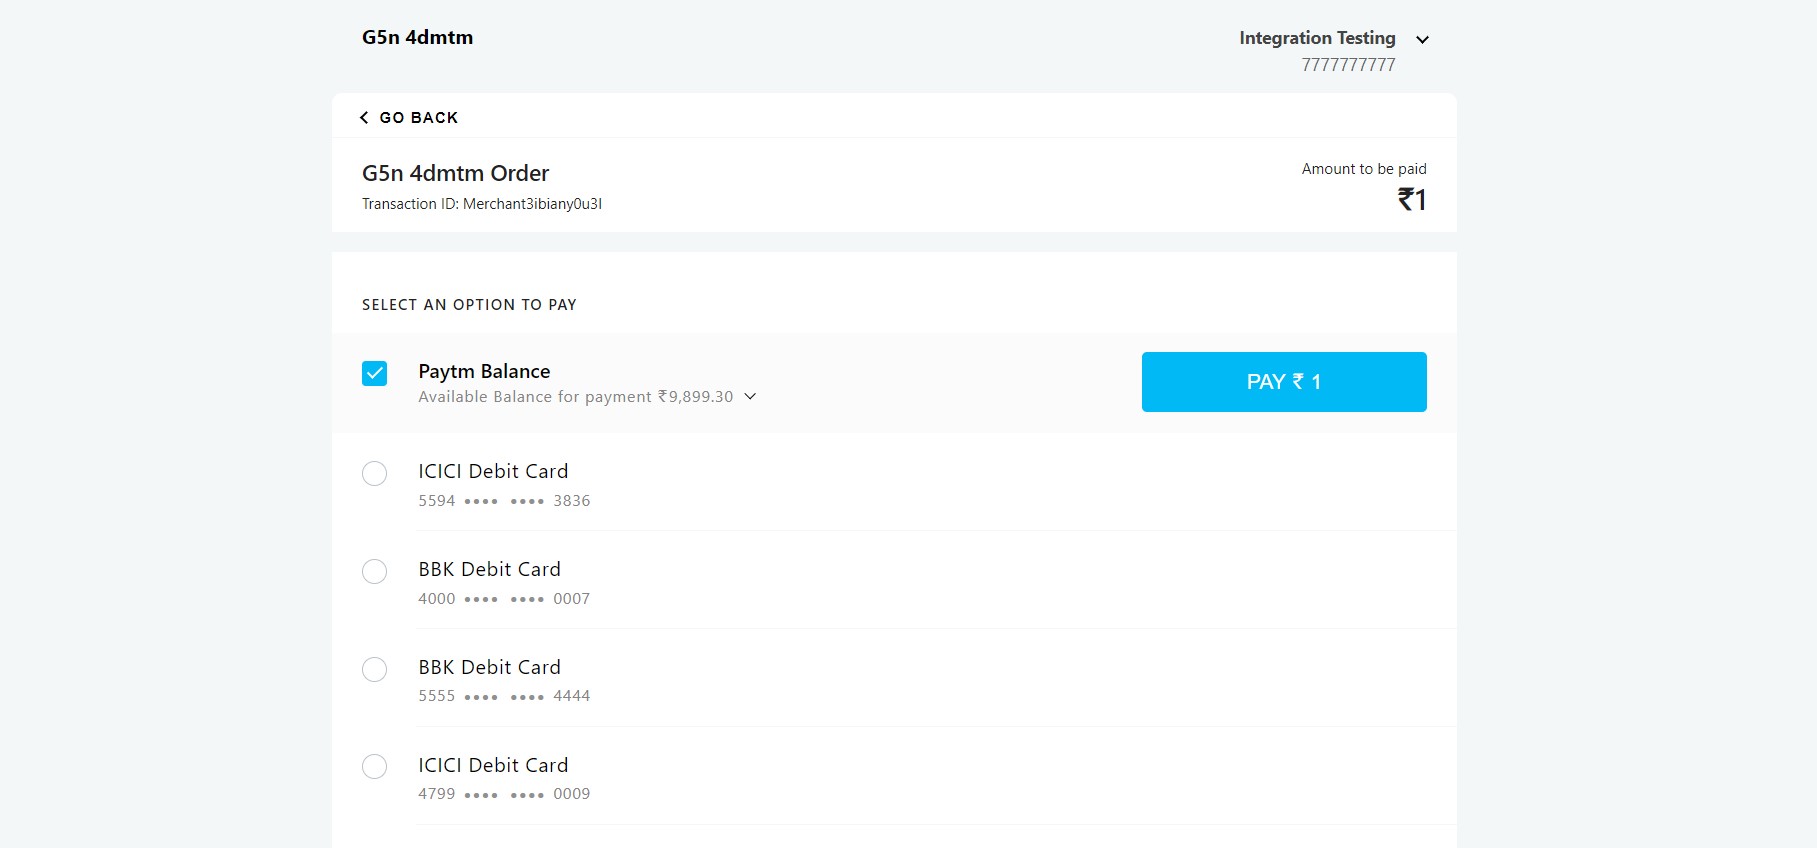 G5n 4dmtm
Integration Testing
7777777777
GO BACK
G5n 4dmtm Order
Transaction ID: Merchant3ibiany0u3l
Amount to be paid
₹1
SELECT AN OPTION TO PAY
Paytm Balance
Available Balance for payment ₹9,899.30
PAY ₹ 1
ICICI Debit Card
5594 •••• •••• 3836
BBK Debit Card
4000 •••• •••• 0007
BBK Debit Card
5555 •••• •••• 4444
ICICI Debit Card
4799 •••• •••• 0009